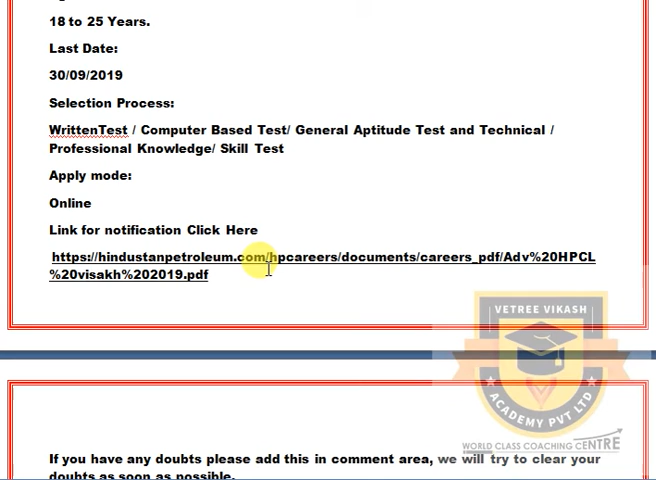 18 to 25 Years.
Last Date:
30/09/2019
Selection Process:
WrittenTest / Computer Based Test/ General Aptitude Test and Technical /
Professional Knowledge/ Skill Test
Apply mode:
Online
Link for notification Click Here
https://hindustanpetroleum.com/hpcareers/documents/careers_pdf/Adv%20HPCL
%20visakh%202019.pdf
VETREE VIKASH
ACADEMY PVT LTD
WORLD CLASS COACHING CENTRE
If you have any doubts please add this in comment area, we will try to clear your
doubts as soon as possible.